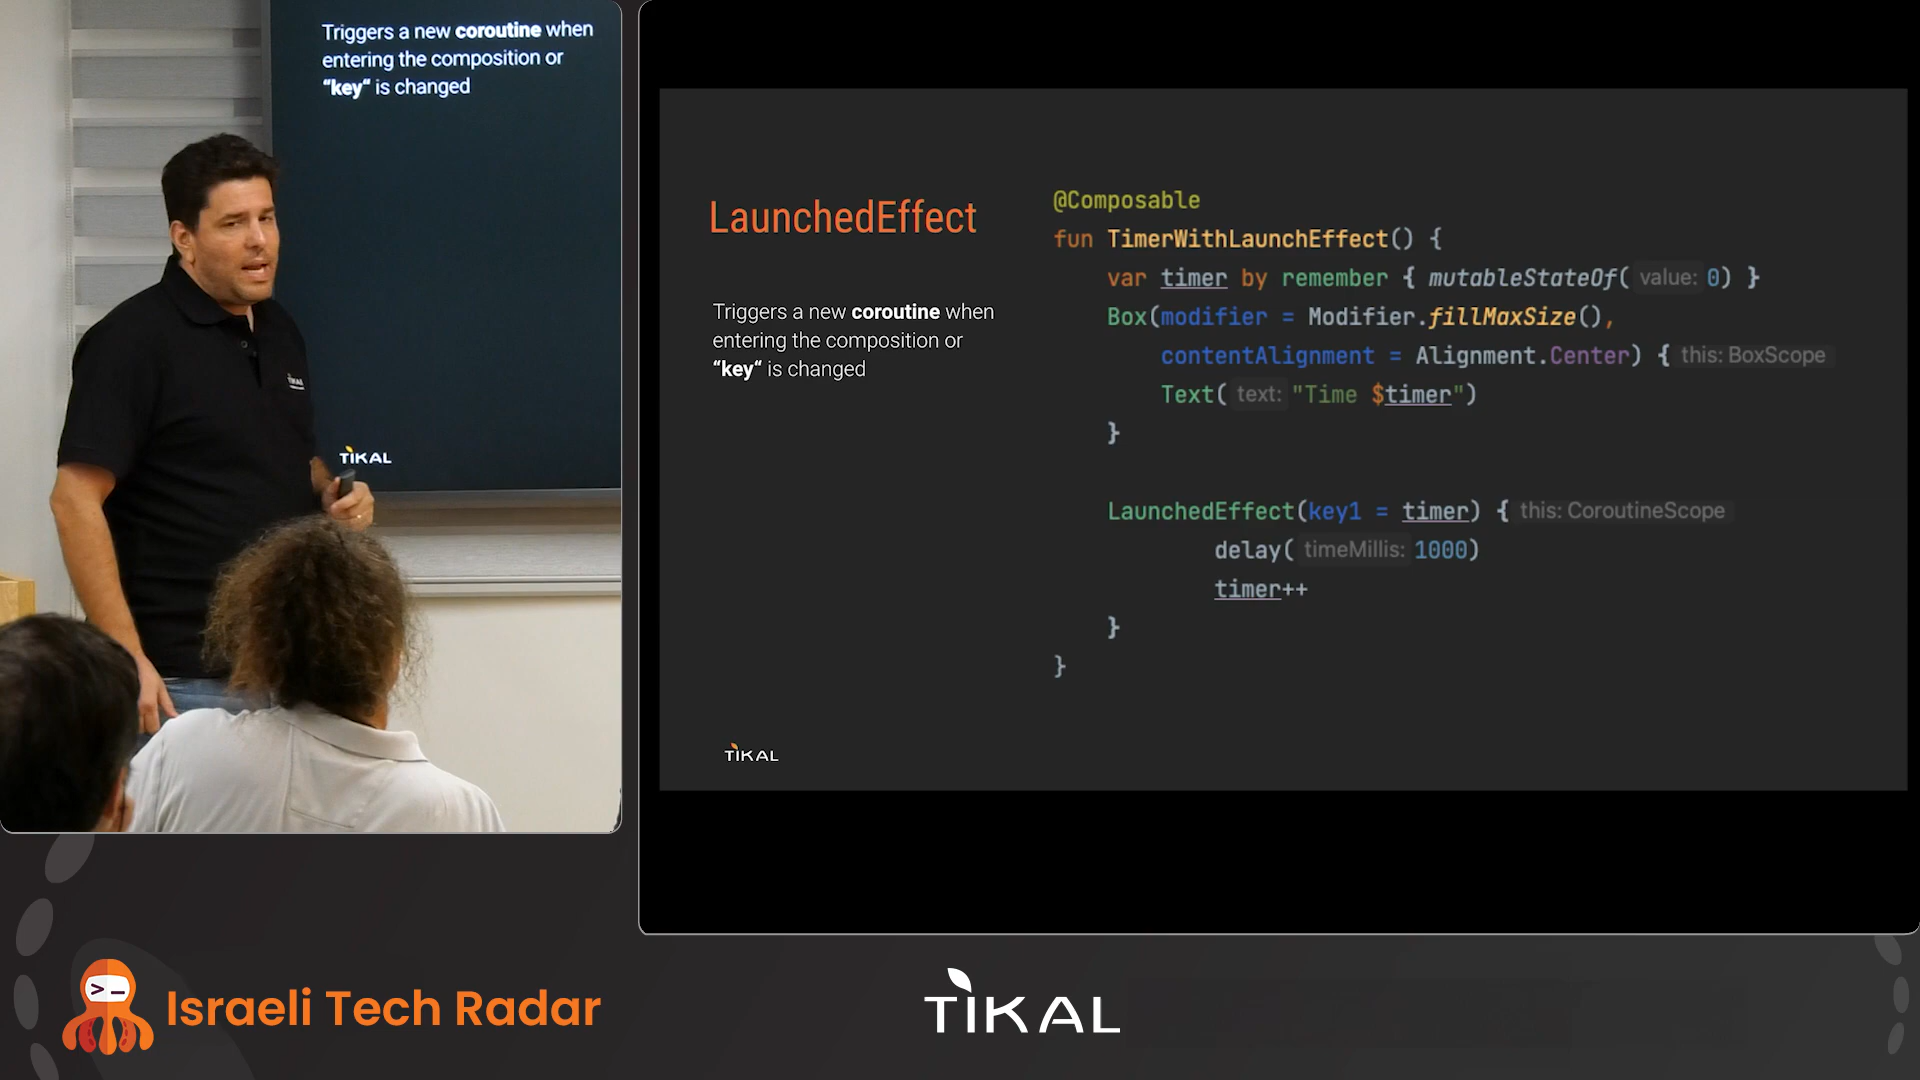 Triggers a new coroutine when
entering the composition or
“key“ is changed
TIKAL
TIKAL
LaunchedEffect
Triggers a new coroutine when
entering the composition or
“key“ is changed
@Composable
fun TimerWithLaunchEffect() {
var timer by remember { mutableStateOf( value: 0) }
Box(modifier = Modifier.fillMaxSize(),
contentAlignment = Alignment.Center) { this: BoxScope
Text( text: "Time $timer")
}
LaunchedEffect(key1 = timer) { this: CoroutineScope
delay( timeMillis: 1000)
timer++
}
}
TIKAL
>_
Israeli Tech Radar
TIKAL